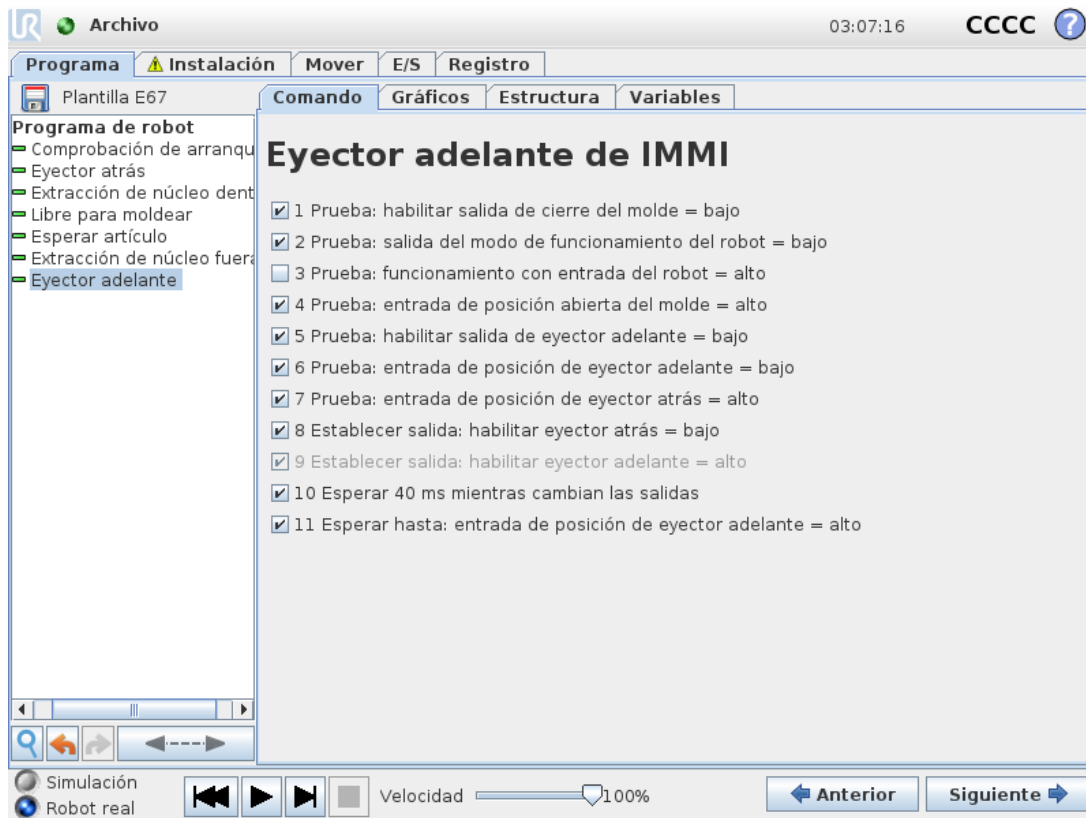 UR Archivo 03:07:16 CCCC ?
Programa Instalación Mover E/S Registro
Plantilla E67
Comando Gráficos Estructura Variables
Programa de robot
Comprobación de arranqu
Eyector atrás
Extracción de núcleo dent
Libre para moldear
Esperar artículo
Extracción de núcleo fuera
Eyector adelante
Eyector adelante de IMMI
1 Prueba: habilitar salida de cierre del molde = bajo
2 Prueba: salida del modo de funcionamiento del robot = bajo
3 Prueba: funcionamiento con entrada del robot = alto
4 Prueba: entrada de posición abierta del molde = alto
5 Prueba: habilitar salida de eyector adelante = bajo
6 Prueba: entrada de posición de eyector adelante = bajo
7 Prueba: entrada de posición de eyector atrás = alto
8 Establecer salida: habilitar eyector atrás = bajo
9 Establecer salida: habilitar eyector adelante = alto
10 Esperar 40 ms mientras cambian las salidas
11 Esperar hasta: entrada de posición de eyector adelante = alto
Simulación
Robot real
Velocidad 100%
Anterior Siguiente